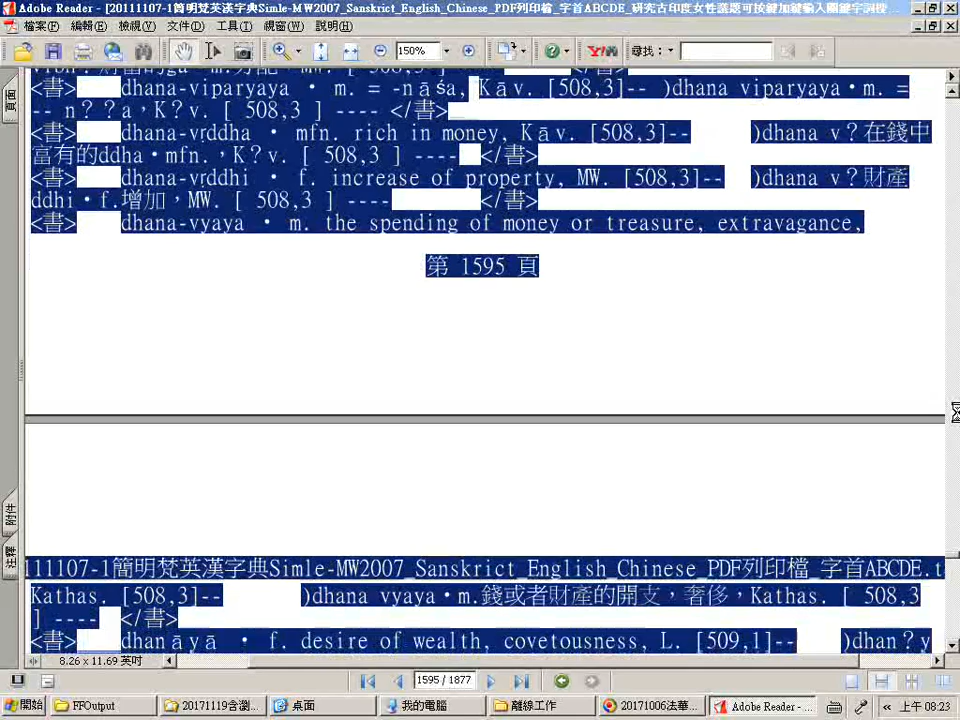 Adobe Reader - [20111107-1簡明梵英漢字典Simle-MW2007_Sanskrict_English_Chinese_PDF列印檔_字首ABCDE_研究古印度女性議題可按鍵加鍵輸入關鍵字詞搜
檔案(F) 編輯(E) 檢視(V) 文件(D) 工具(T) 視窗(W) 說明(H)
150% Y! 尋找：
頁面
<書> dhana-viparyaya • m. = -nāśa, Kāv. [508,3]-- )dhana viparyaya•m. =
-- n？？a，K？v. [ 508,3 ] ---- </書>
<書> dhana-vṛddha • mfn. rich in money, Kāv. [508,3]-- )dhana v？在錢中
富有的ddha•mfn.，K？v. [ 508,3 ] ---- </書>
<書> dhana-vṛddhi • f. increase of property, MW. [508,3]-- )dhana v？財產
ddhi•f.增加，MW. [ 508,3 ] ---- </書>
<書> dhana-vyaya • m. the spending of money or treasure, extravagance,
第 1595 頁
附件
注釋
111107-1簡明梵英漢字典Simle-MW2007_Sanskrict_English_Chinese_PDF列印檔_字首ABCDE.t
Kathas. [508,3]-- )dhana vyaya•m.錢或者財產的開支，奢侈，Kathas. [ 508,3
] ---- </書>
<書> dhanāyā • f. desire of wealth, covetousness, L. [509,1]-- )dhan？y
8.26 x 11.69 英吋
1595 / 1877
開始 FFOutput 20171119含瀏... 桌面 我的電腦 離線工作 20171006法華... Adobe Reader - ... 上午 08:23